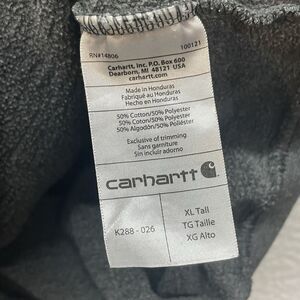 RN#14806 100121
Carhartt, Inc. P.O. Box 600
Dearborn, MI 48121 USA
carhartt.com
Made in Honduras
Fabriqué au Honduras
Hecho en Honduras
50% Cotton/50% Polyester
50% Coton/50% Polyester
50% Algodón/50% Poliéster
Exclusive of trimming
Sans garniture
Sin incluir adorno
carhartt
K288 - 026
XL Tall
TG Taille
XG Alto